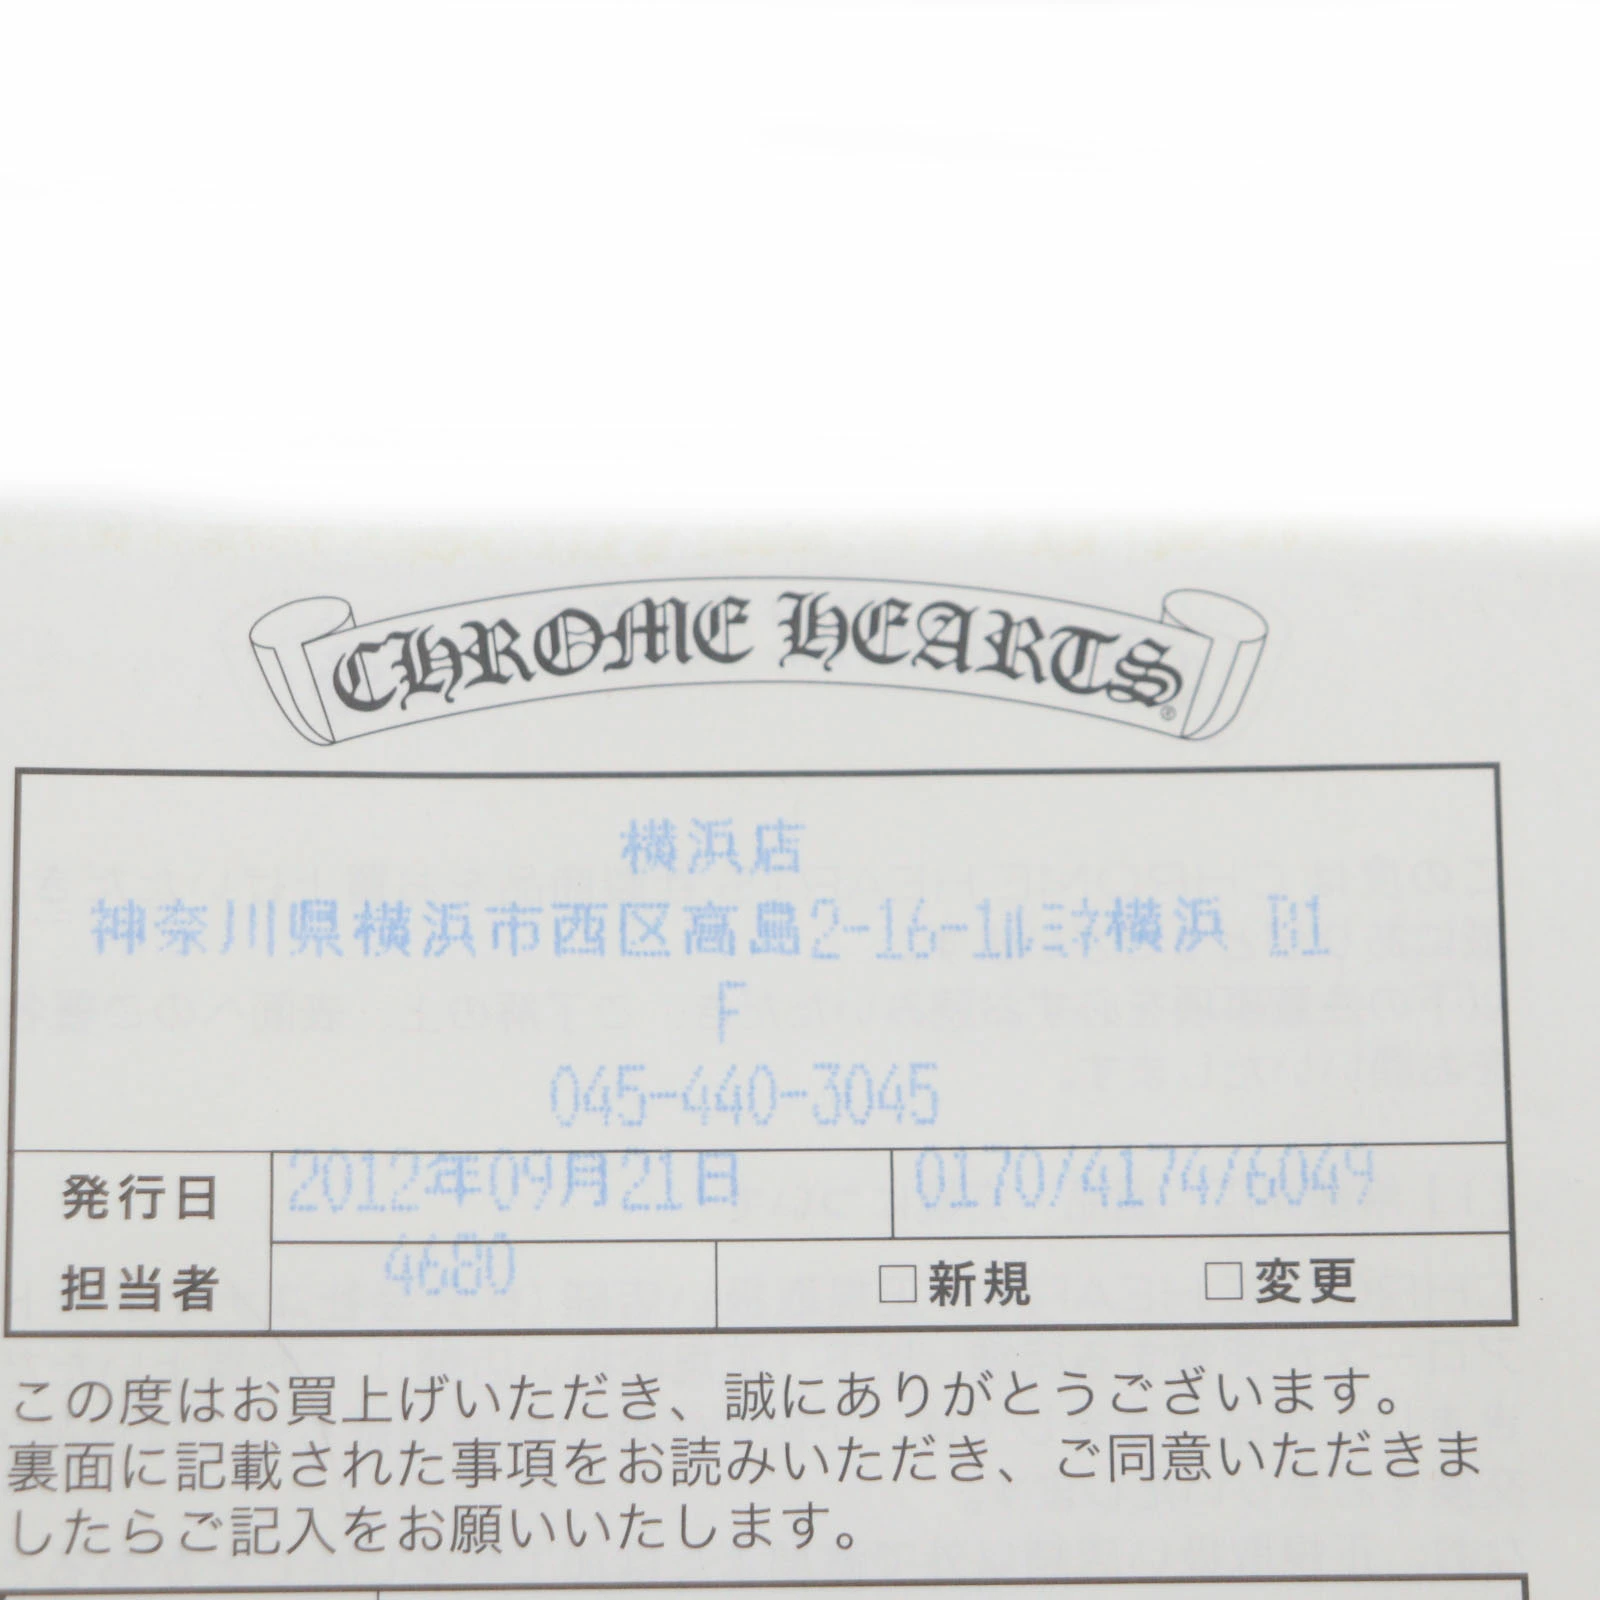 CHROME HEARTS®
横浜店
神奈川県横浜市西区高島2-16-1ﾙﾐﾈ横浜 B1
F
045-440-3045
発行日 2012年09月21日 0170/4174/6049
担当者 4680 □新規 □変更
この度はお買上げいただき、誠にありがとうございます。
裏面に記載された事項をお読みいただき、ご同意いただきま
したらご記入をお願いいたします。